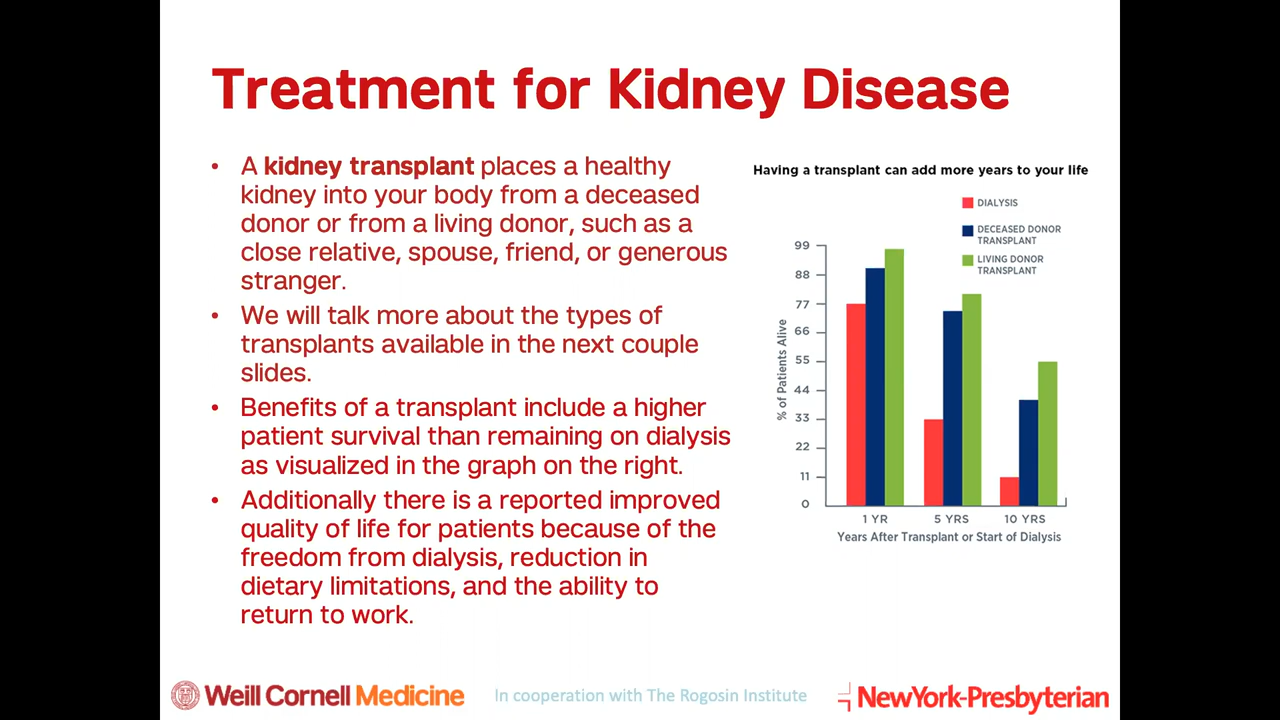 Treatment for Kidney Disease
• A kidney transplant places a healthy
kidney into your body from a deceased
donor or from a living donor, such as a
close relative, spouse, friend, or generous
stranger.
• We will talk more about the types of
transplants available in the next couple
slides.
• Benefits of a transplant include a higher
patient survival than remaining on dialysis
as visualized in the graph on the right.
• Additionally there is a reported improved
quality of life for patients because of the
freedom from dialysis, reduction in
dietary limitations, and the ability to
return to work.
Having a transplant can add more years to your life
DIALYSIS
DECEASED DONOR
TRANSPLANT
LIVING DONOR
TRANSPLANT
% of Patients Alive
99
88
77
66
55
44
33
22
11
0
1 YR 5 YRS 10 YRS
Years After Transplant or Start of Dialysis
Weill Cornell Medicine
In cooperation with The Rogosin Institute
NewYork-Presbyterian